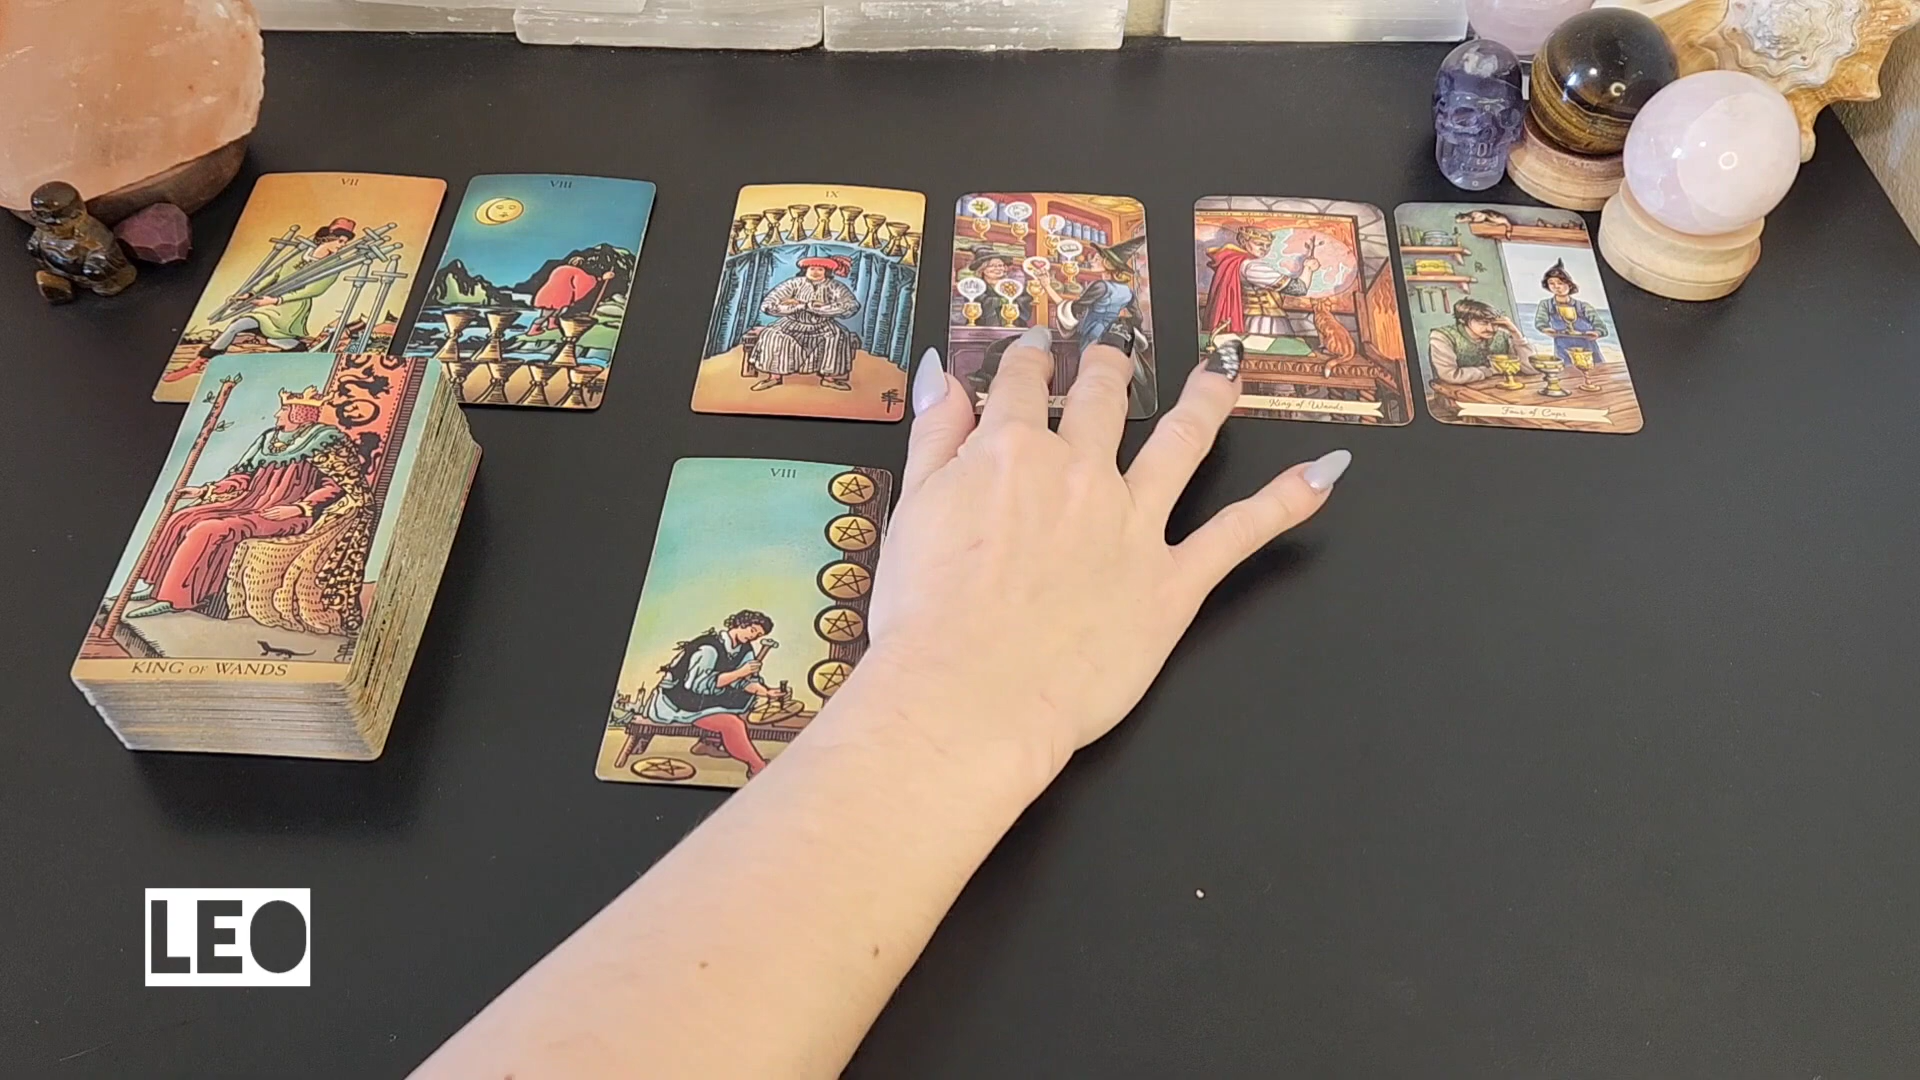 VII
VIII
IX
King of Wands
Four of Cups
VIII
KING OF WANDS
LEO